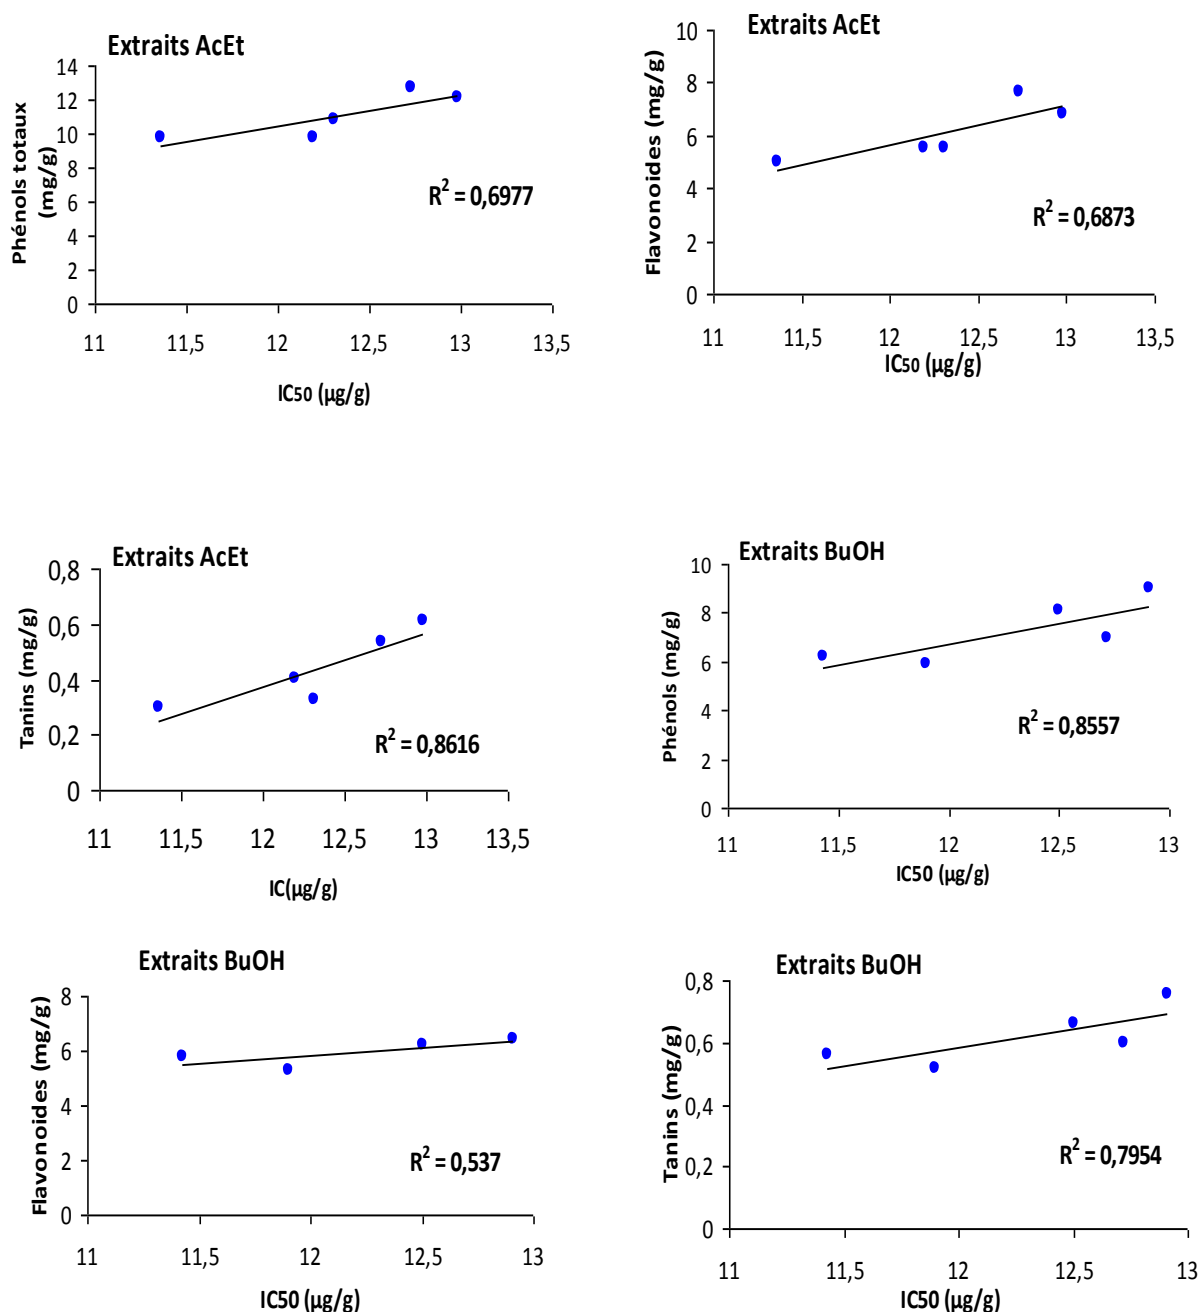 Extraits AcEt
Phénols totaux
(mg/g)
14
12
10
8
6
4
2
0
R² = 0,6977
11 11,5 12 12,5 13 13,5
IC50 (µg/g)
Extraits AcEt
Flavonoides (mg/g)
10
8
6
4
2
0
R² = 0,6873
11 11,5 12 12,5 13 13,5
IC50 (µg/g)
Extraits AcEt
Tanins (mg/g)
0,8
0,6
0,4
0,2
0
R² = 0,8616
11 11,5 12 12,5 13 13,5
IC(µg/g)
Extraits BuOH
Phénols (mg/g)
10
8
6
4
2
0
R² = 0,8557
11 11,5 12 12,5 13
IC50 (µg/g)
Extraits BuOH
Flavonoides (mg/g)
8
6
4
2
0
R² = 0,537
11 11,5 12 12,5 13
IC50 (µg/g)
Extraits BuOH
Tanins (mg/g)
0,8
0,6
0,4
0,2
0
R² = 0,7954
11 11,5 12 12,5 13
IC50 (µg/g)